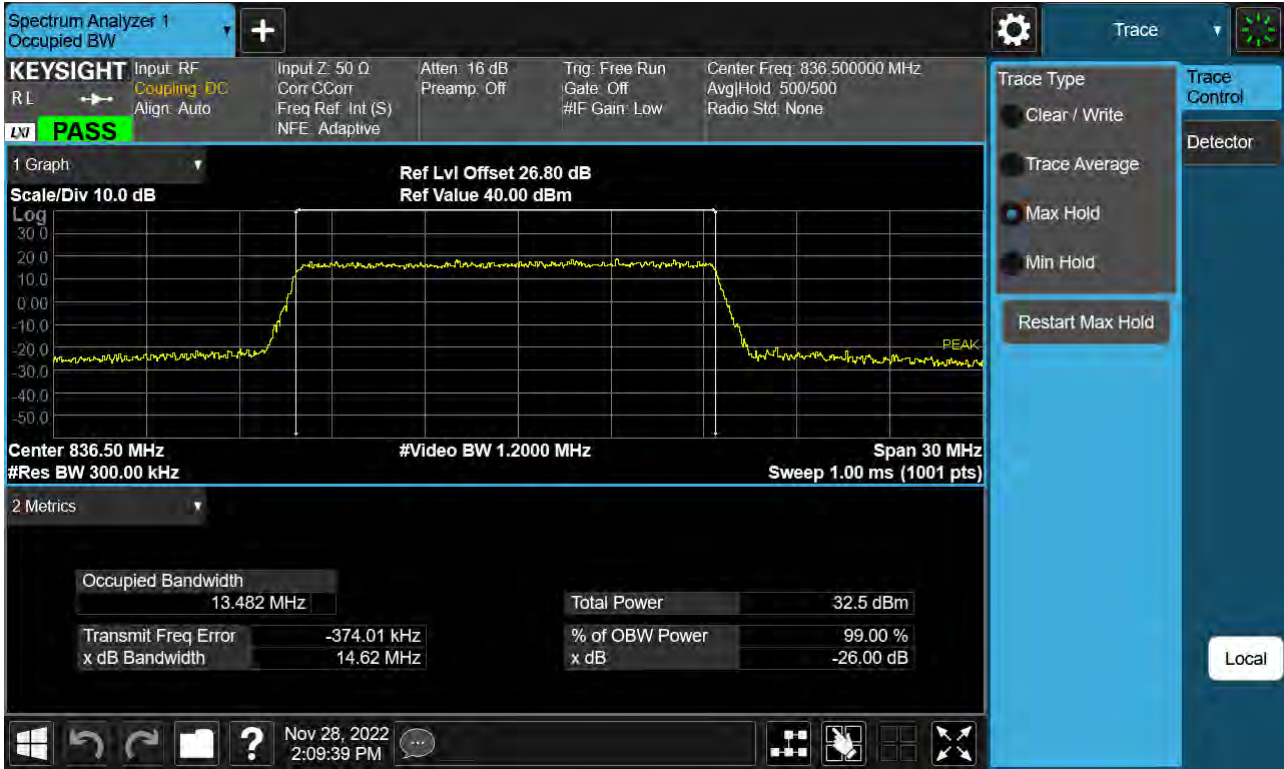 Spectrum Analyzer 1
Occupied BW
+
Trace
KEYSIGHT
RL
LXI PASS
Input: RF
Coupling: DC
Align: Auto
Input Z: 50 Ω
Corr CCorr
Freq Ref: Int (S)
NFE: Adaptive
Atten: 16 dB
Preamp: Off
Trig: Free Run
Gate: Off
#IF Gain: Low
Center Freq: 836.500000 MHz
Avg|Hold: 500/500
Radio Std: None
Trace Type
Clear / Write
Trace Average
Max Hold
Min Hold
Restart Max Hold
Trace
Control
Detector
1 Graph
Scale/Div 10.0 dB
Ref Lvl Offset 26.80 dB
Ref Value 40.00 dBm
Log
30.0
20.0
10.0
0.00
-10.0
-20.0
-30.0
-40.0
-50.0
PEAK
Center 836.50 MHz
#Res BW 300.00 kHz
#Video BW 1.2000 MHz
Span 30 MHz
Sweep 1.00 ms (1001 pts)
2 Metrics
Occupied Bandwidth
13.482 MHz
Transmit Freq Error -374.01 kHz
x dB Bandwidth 14.62 MHz
Total Power 32.5 dBm
% of OBW Power 99.00 %
x dB -26.00 dB
Local
?
Nov 28, 2022
2:09:39 PM